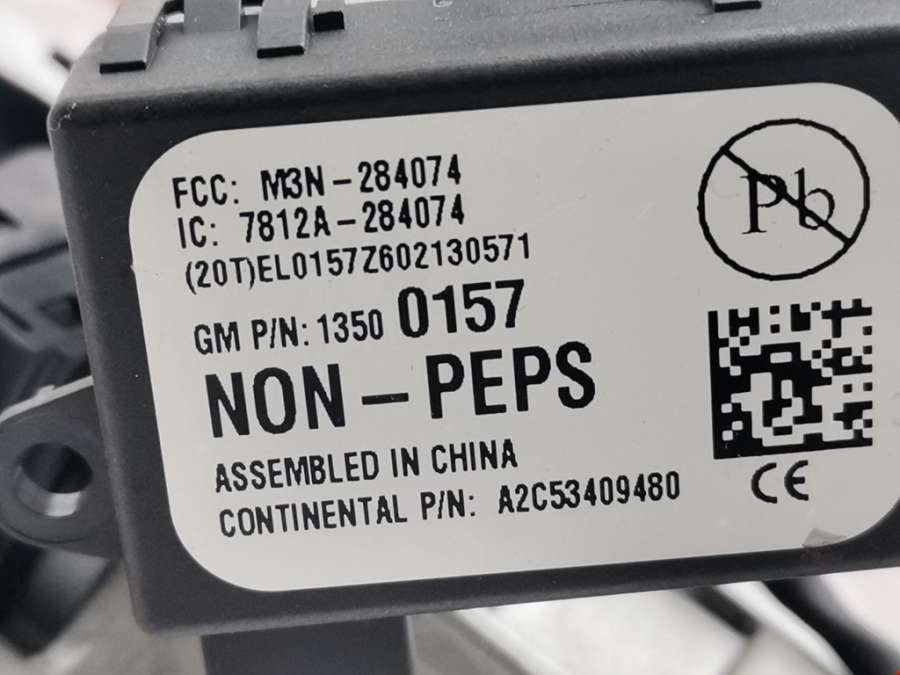 FCC: M3N-284074
IC: 7812A-284074
(20T)EL0157Z602130571
GM P/N: 1350 0157
NON-PEPS
ASSEMBLED IN CHINA
CONTINENTAL P/N: A2C53409480
Pb
CE